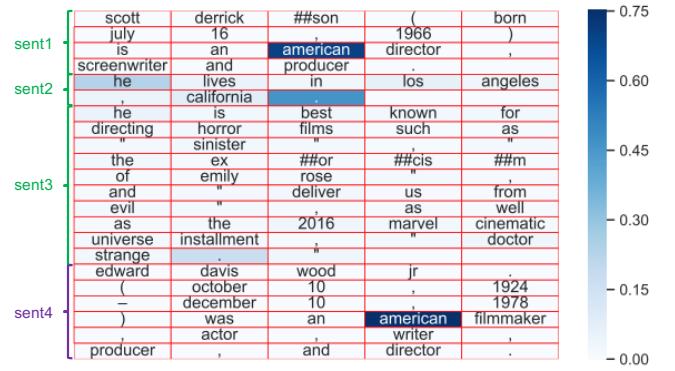 scott derrick ##son ( born
july 16 , 1966 )
sent1
is an american director ,
screenwriter and producer .
he lives in los angeles
sent2
, california .
he is best known for
directing horror films such as
" sinister " , "
the ex ##or ##cis ##m
sent3
of emily rose " ,
and " deliver us from
evil " , as well
as the 2016 marvel cinematic
universe installment , " doctor
strange . "
edward davis wood jr .
( october 10 , 1924
– december 10 , 1978
sent4
) was an american filmmaker
, actor , writer ,
producer , and director .
0.75
0.60
0.45
0.30
0.15
0.00